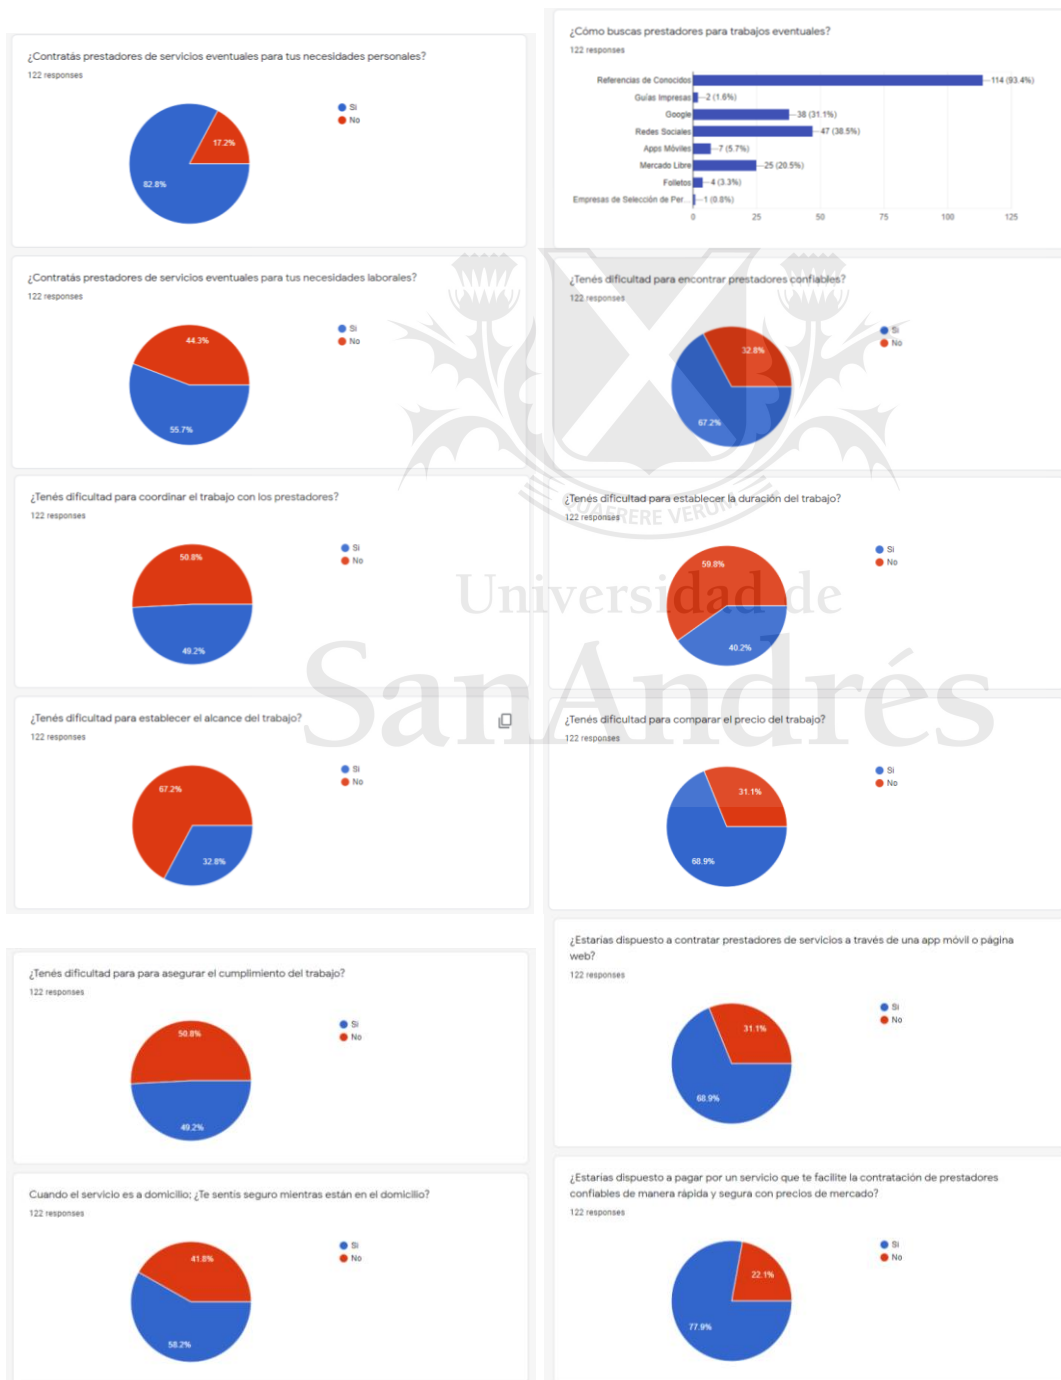 ¿Contratás prestadores de servicios eventuales para tus necesidades personales?
122 responses
Si
No
17.2%
82.8%
¿Cómo buscas prestadores para trabajos eventuales?
122 responses
Referencias de Conocidos
114 (93.4%)
Guías Impresas
2 (1.6%)
Google
38 (31.1%)
Redes Sociales
47 (38.5%)
Apps Móviles
7 (5.7%)
Mercado Libre
25 (20.5%)
Folletos
4 (3.3%)
Empresas de Selección de Per...
1 (0.8%)
0 25 50 75 100 125
¿Contratás prestadores de servicios eventuales para tus necesidades laborales?
122 responses
Si
No
44.3%
55.7%
¿Tenés dificultad para encontrar prestadores confiables?
122 responses
Si
No
32.8%
67.2%
¿Tenés dificultad para coordinar el trabajo con los prestadores?
122 responses
Si
No
50.8%
49.2%
¿Tenés dificultad para establecer la duración del trabajo?
122 responses
Si
No
59.8%
40.2%
QUAERERE VERUM
Universidad de
SanAndrés
¿Tenés dificultad para establecer el alcance del trabajo?
122 responses
Si
No
67.2%
32.8%
¿Tenés dificultad para comparar el precio del trabajo?
122 responses
Si
No
31.1%
68.9%
¿Tenés dificultad para para asegurar el cumplimiento del trabajo?
122 responses
Si
No
50.8%
49.2%
¿Estarías dispuesto a contratar prestadores de servicios a través de una app móvil o página
web?
122 responses
Si
No
31.1%
68.9%
Cuando el servicio es a domicilio; ¿Te sentís seguro mientras están en el domicilio?
122 responses
Si
No
41.8%
58.2%
¿Estarías dispuesto a pagar por un servicio que te facilite la contratación de prestadores
confiables de manera rápida y segura con precios de mercado?
122 responses
Si
No
22.1%
77.9%